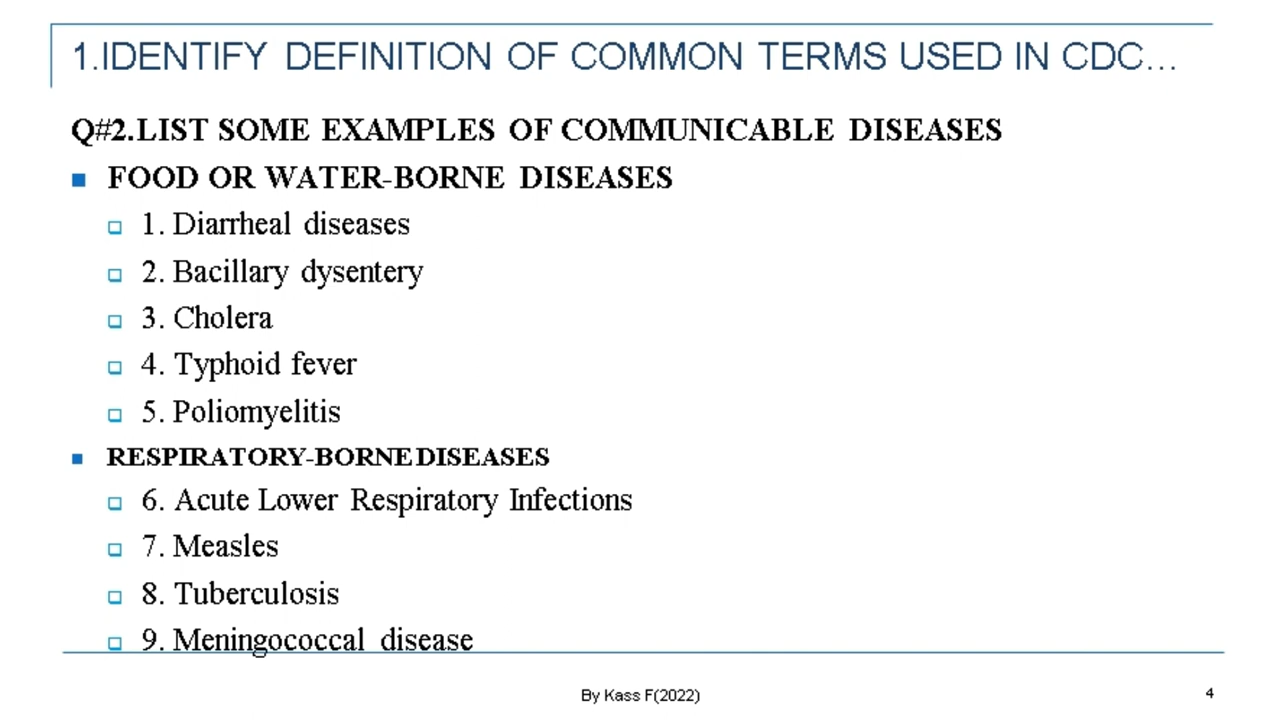 1.IDENTIFY DEFINITION OF COMMON TERMS USED IN CDC...
Q#2.LIST SOME EXAMPLES OF COMMUNICABLE DISEASES
FOOD OR WATER-BORNE DISEASES
1. Diarrheal diseases
2. Bacillary dysentery
3. Cholera
4. Typhoid fever
5. Poliomyelitis
RESPIRATORY-BORNE DISEASES
6. Acute Lower Respiratory Infections
7. Measles
8. Tuberculosis
9. Meningococcal disease
By Kass F(2022)
4